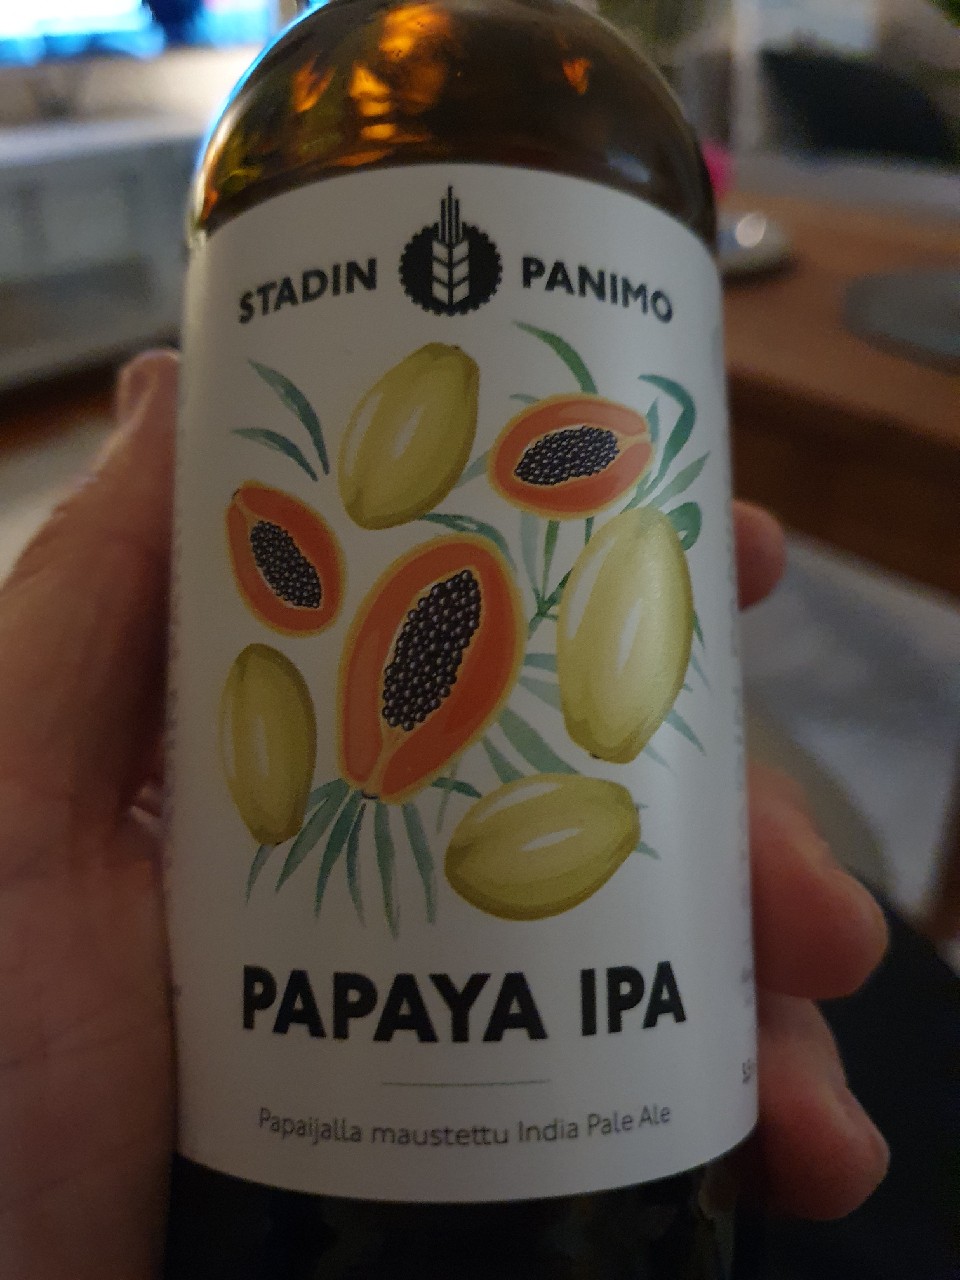 STADIN PANIMO
PAPAYA IPA
Papaijalla maustettu India Pale Ale